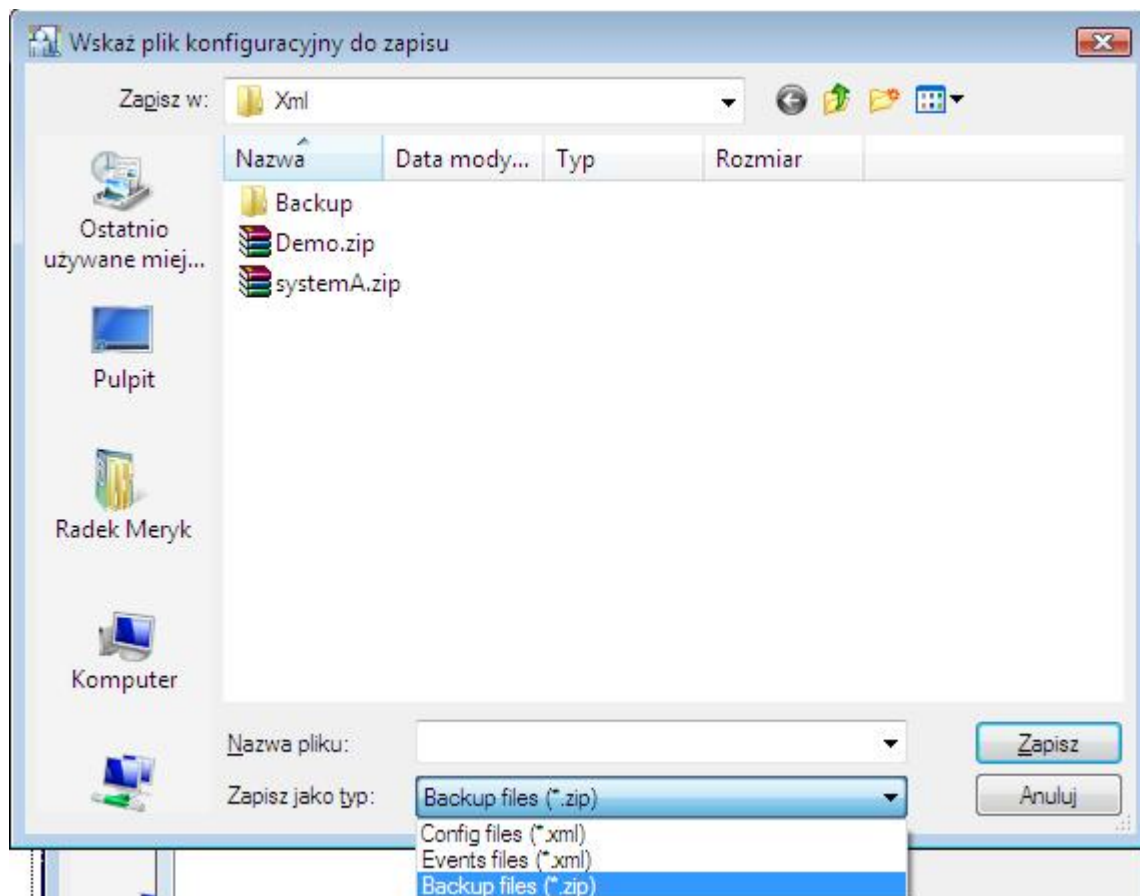 Wskaż plik konfiguracyjny do zapisu
Zapisz w:
Xml
Nazwa
Data mody...
Typ
Rozmiar
Ostatnio
używane miej...
Pulpit
Radek Meryk
Komputer
Backup
Demo.zip
systemA.zip
Nazwa pliku:
Zapisz
Zapisz jako typ:
Backup files (*.zip)
Anuluj
Config files (*.xml)
Events files (*.xml)
Backup files (*.zip)